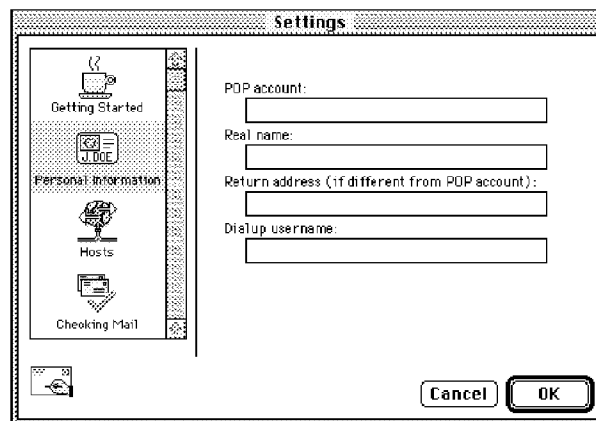 Settings
Getting Started
J.DOE
Personal Information
Hosts
Checking Mail
POP account:
Real name:
Return address (if different from POP account):
Dialup username:
Cancel
OK